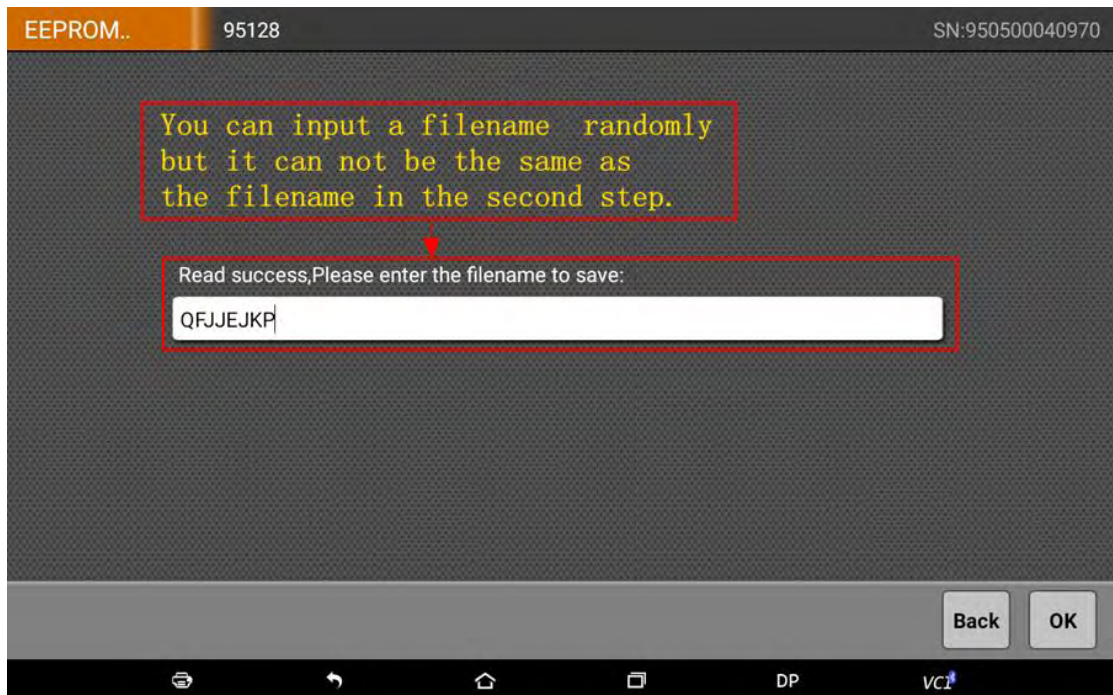 EEPROM..
95128
SN:950500040970
You can input a filename randomly
but it can not be the same as
the filename in the second step.
Read success,Please enter the filename to save:
QFJJEJKP
Back
OK
DP
VCI